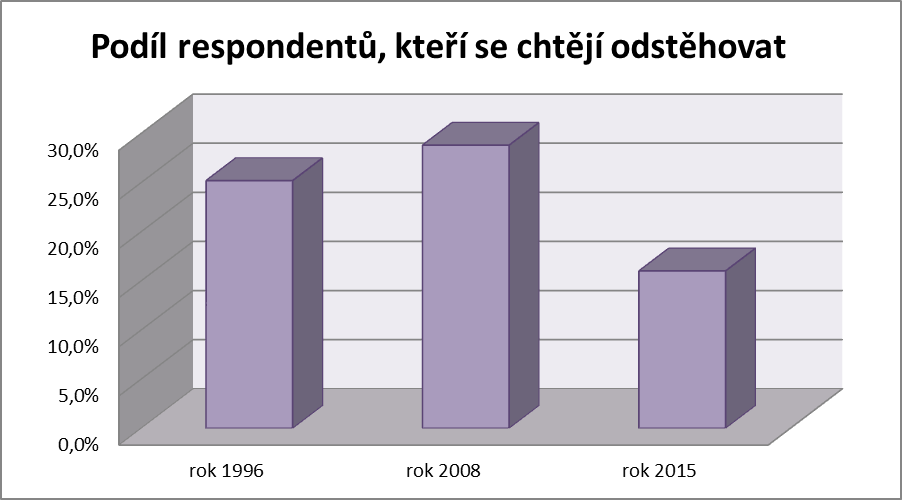 Podíl respondentů, kteří se chtějí odstěhovat
30,0%
25,0%
20,0%
15,0%
10,0%
5,0%
0,0%
rok 1996
rok 2008
rok 2015